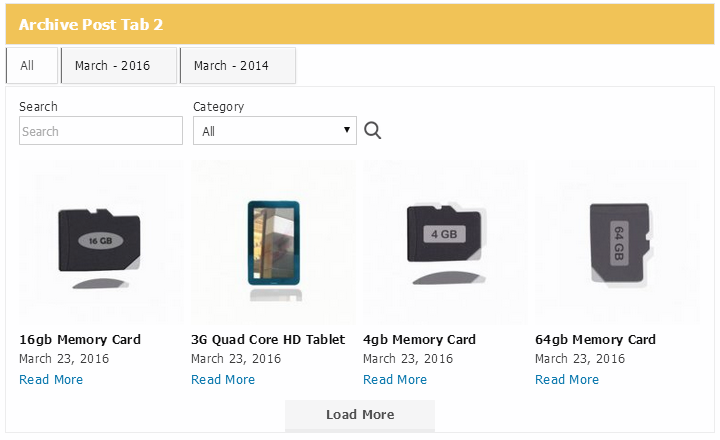 Archive Post Tab 2
All
March - 2016
March - 2014
Search
Category
Search
All
16 GB
4 GB
64 GB
16gb Memory Card
3G Quad Core HD Tablet
4gb Memory Card
64gb Memory Card
March 23, 2016
March 23, 2016
March 23, 2016
March 23, 2016
Read More
Read More
Read More
Read More
Load More